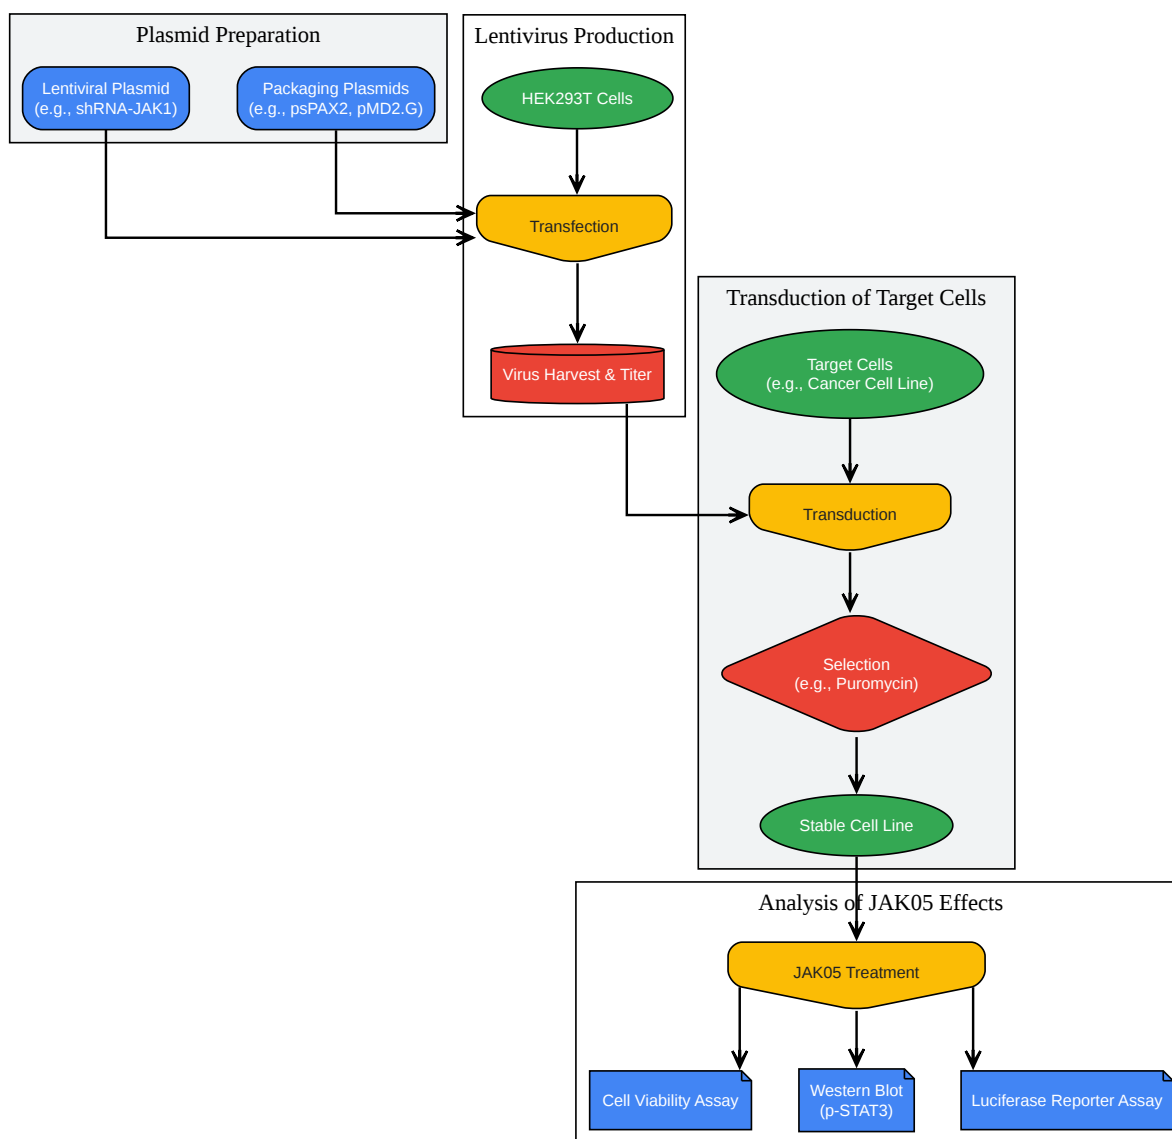 Plasmid Preparation
Lentiviral Plasmid
(e.g., shRNA-JAK1)
Packaging Plasmids
(e.g., psPAX2, pMD2.G)
Lentivirus Production
HEK293T Cells
Transfection
Virus Harvest & Titer
Transduction of Target Cells
Target Cells
(e.g., Cancer Cell Line)
Transduction
Selection
(e.g., Puromycin)
Stable Cell Line
Analysis of JAK05 Effects
JAK05 Treatment
Cell Viability Assay
Western Blot
(p-STAT3)
Luciferase Reporter Assay